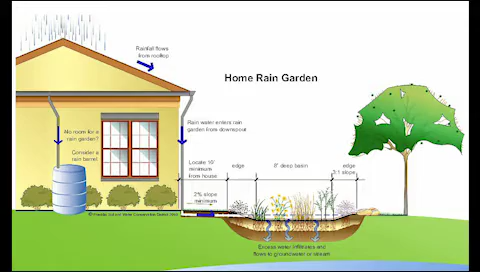 Rainfall flows
from rooftop
Home Rain Garden
No room for a
rain garden?
Consider a
rain barrel
Rain water enters rain
garden from downspout
Locate 10'
minimum
from house
edge
8" deep basin
edge
3:1 slope
2% slope
minimum
Excess water infiltrates and
flows to groundwater or stream